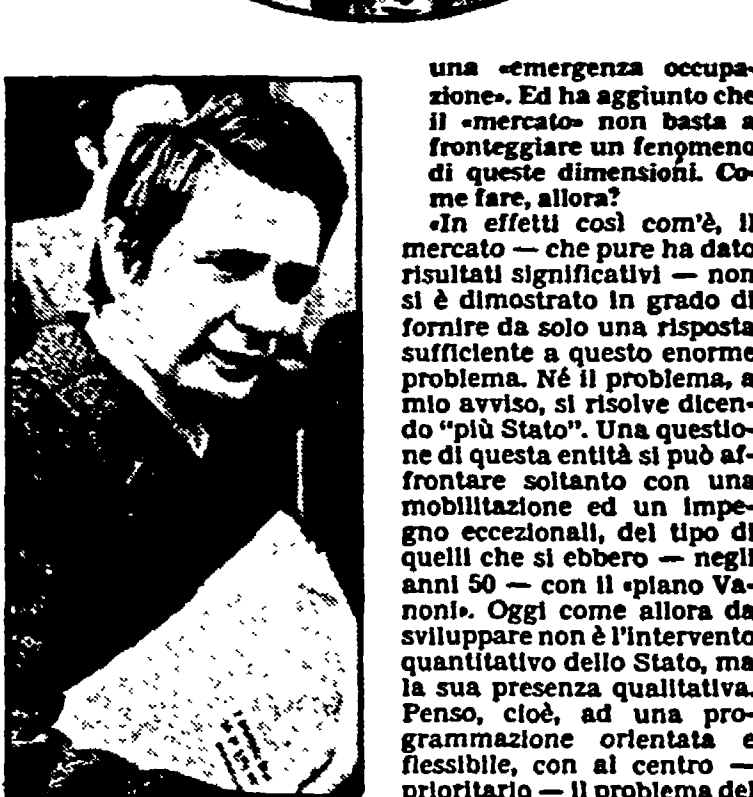 una «emergenza occupa-
zione». Ed ha aggiunto che
il «mercato» non basta a
fronteggiare un fenomeno
di queste dimensioni. Co-
me fare, allora?
«In effetti così com'è, il
mercato — che pure ha dato
risultati significativi — non
si è dimostrato in grado di
fornire da solo una risposta
sufficiente a questo enorme
problema. Né il problema, a
mio avviso, si risolve dicen-
do “più Stato”. Una questio-
ne di questa entità si può af-
frontare soltanto con una
mobilitazione ed un impe-
gno eccezionali, del tipo di
quelli che si ebbero — negli
anni 50 — con il «piano Va-
noni». Oggi come allora da
sviluppare non è l'intervento
quantitativo dello Stato, ma
la sua presenza qualitativa.
Penso, cioè, ad una pro-
grammazione orientata e
flessibile, con al centro —
prioritario — il problema del